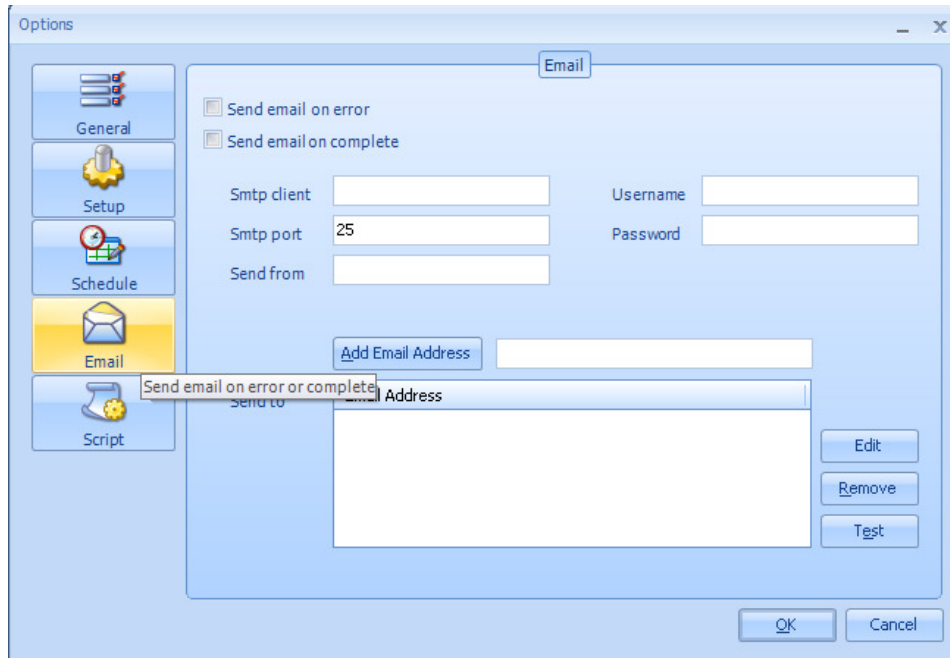 Options
Email
General
Setup
Schedule
Email
Script
Send email on error
Send email on complete
Smtp client
Username
Smtp port
25
Password
Send from
Add Email Address
Send email on error or complete
Send to
Email Address
Edit
Remove
Test
OK
Cancel